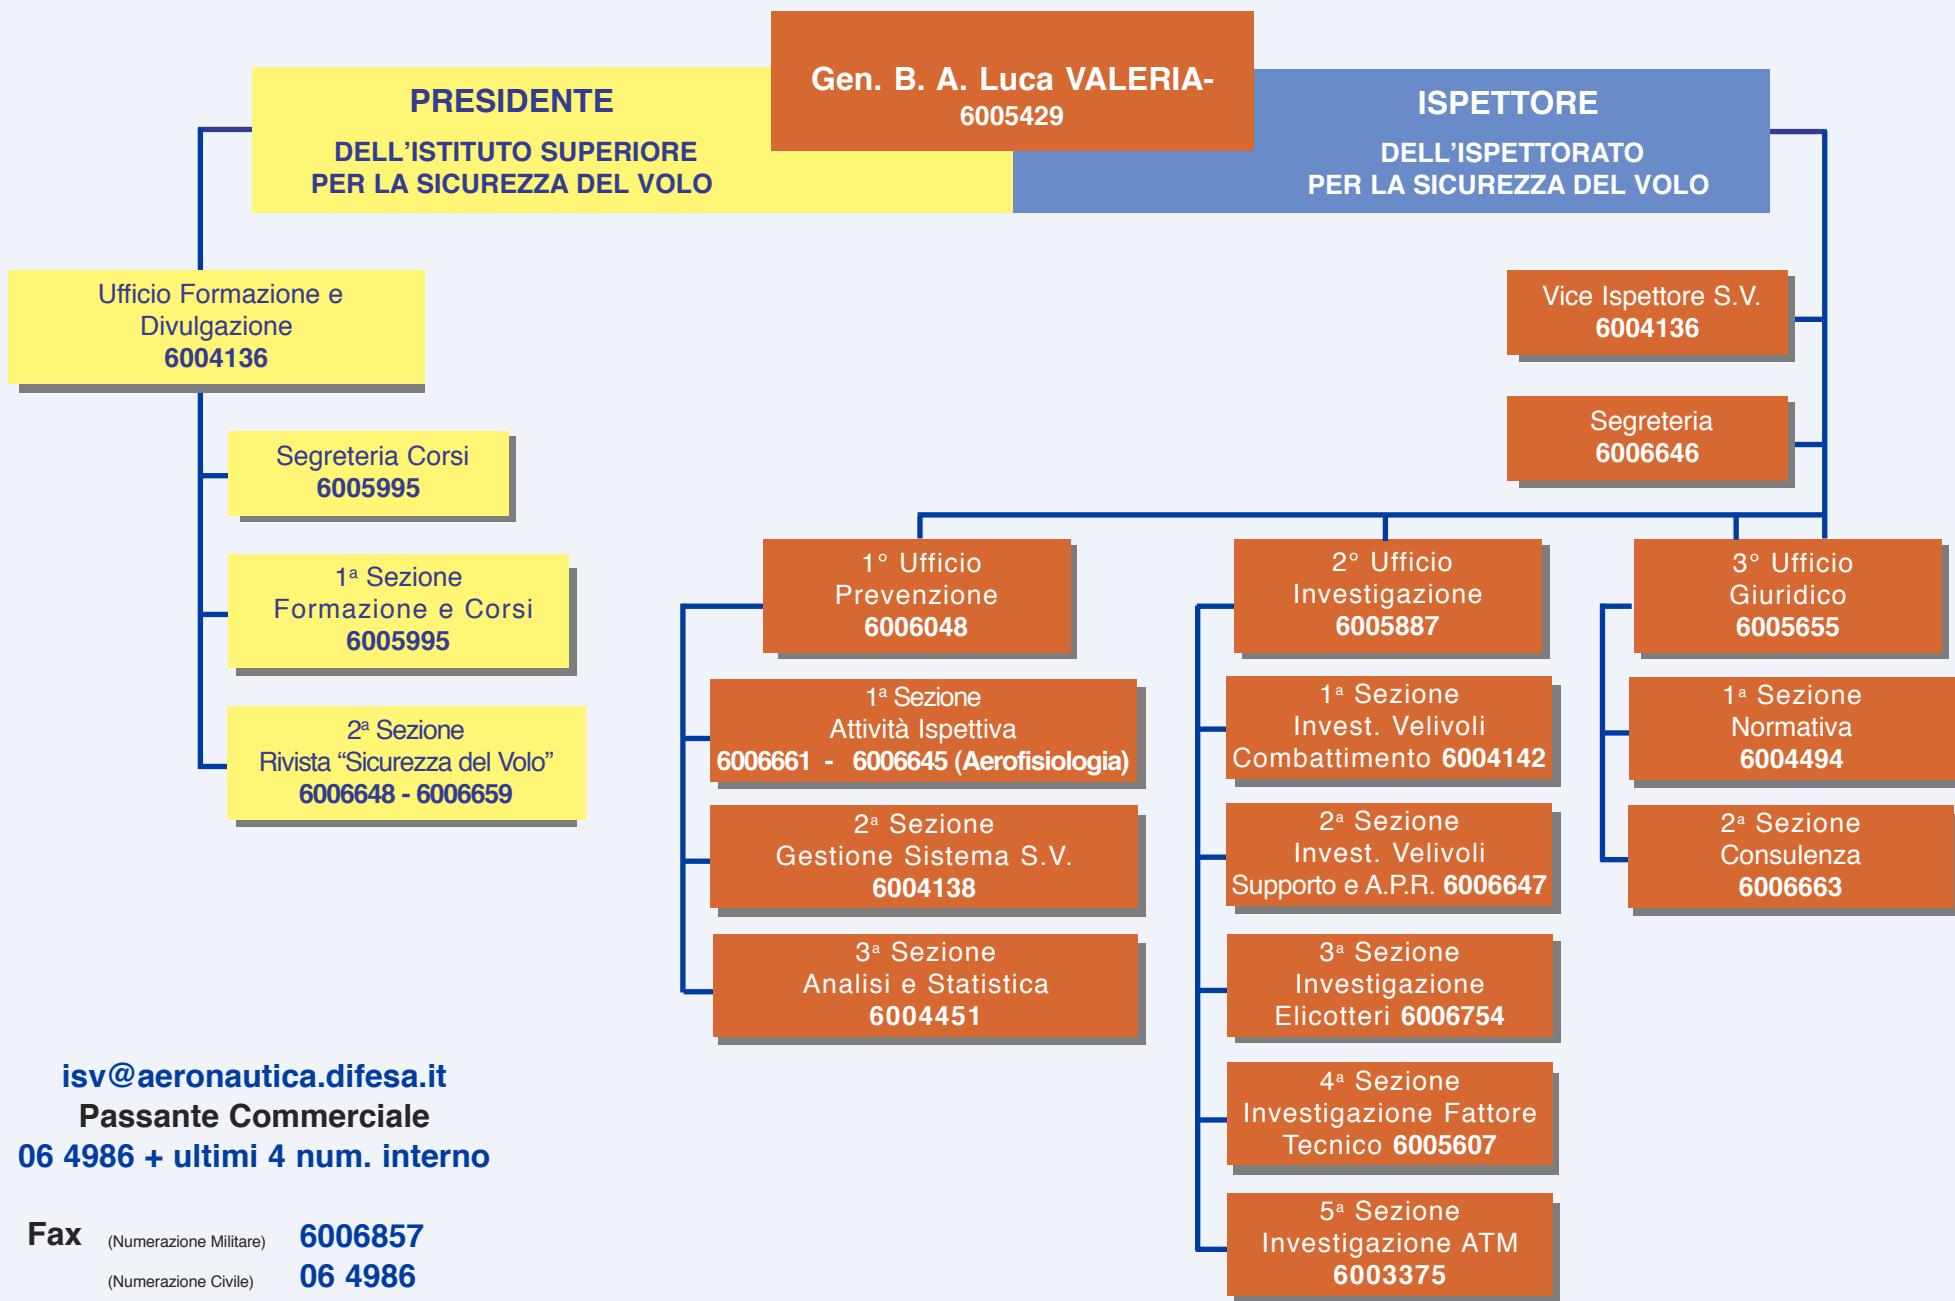 Gen. B. A. Luca VALERIA-
6005429
PRESIDENTE
DELL’ISTITUTO SUPERIORE
PER LA SICUREZZA DEL VOLO
ISPETTORE
DELL’ISPETTORATO
PER LA SICUREZZA DEL VOLO
Ufficio Formazione e
Divulgazione
6004136
Segreteria Corsi
6005995
1ª Sezione
Formazione e Corsi
6005995
2ª Sezione
Rivista “Sicurezza del Volo”
6006648 - 6006659
Vice Ispettore S.V.
6004136
Segreteria
6006646
1° Ufficio
Prevenzione
6006048
1ª Sezione
Attività Ispettiva
6006661 - 6006645 (Aerofisiologia)
2ª Sezione
Gestione Sistema S.V.
6004138
3ª Sezione
Analisi e Statistica
6004451
2° Ufficio
Investigazione
6005887
1ª Sezione
Invest. Velivoli
Combattimento 6004142
2ª Sezione
Invest. Velivoli
Supporto e A.P.R. 6006647
3ª Sezione
Investigazione
Elicotteri 6006754
4ª Sezione
Investigazione Fattore
Tecnico 6005607
5ª Sezione
Investigazione ATM
6003375
3° Ufficio
Giuridico
6005655
1ª Sezione
Normativa
6004494
2ª Sezione
Consulenza
6006663
isv@aeronautica.difesa.it
Passante Commerciale
06 4986 + ultimi 4 num. interno
Fax (Numerazione Militare) 6006857
(Numerazione Civile) 06 4986